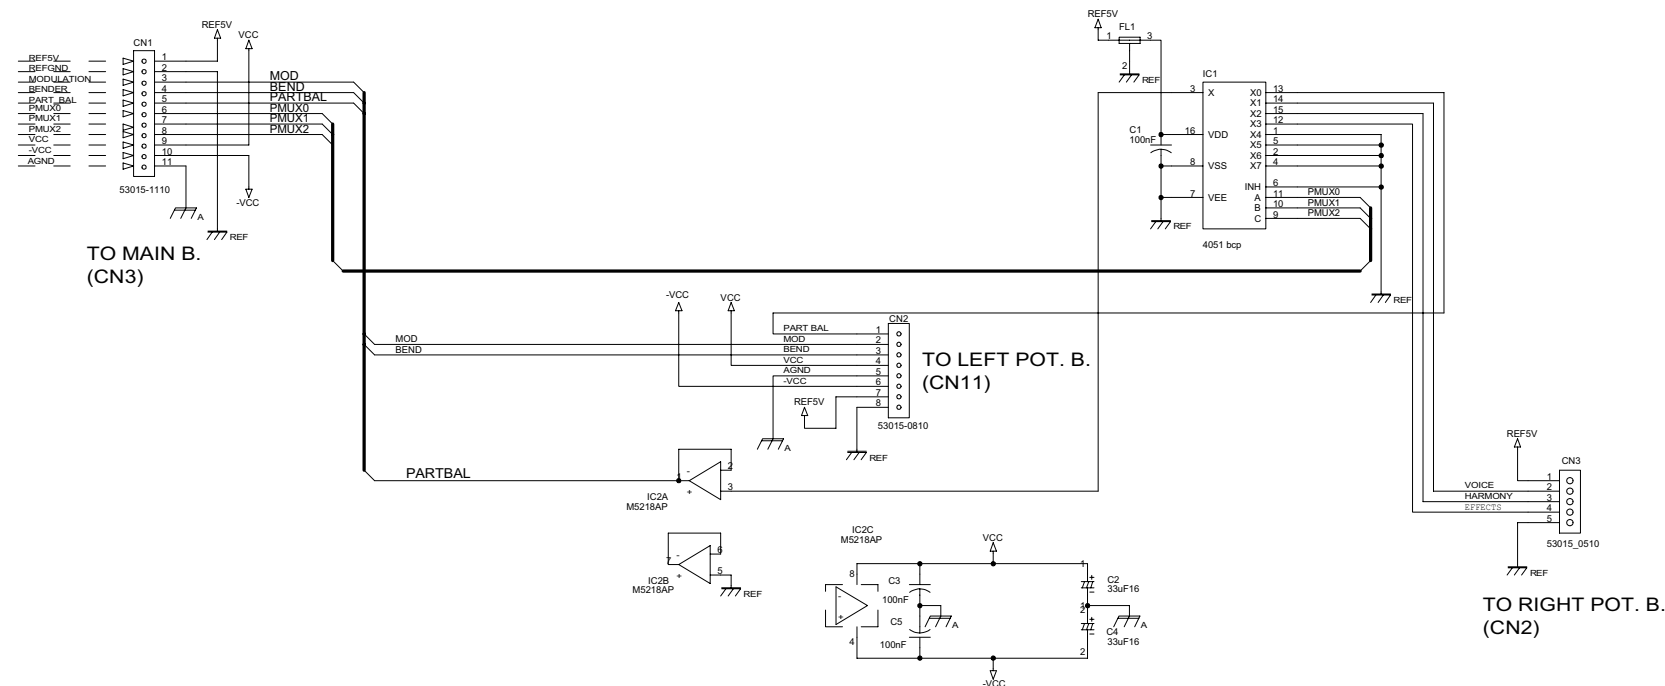 CN1
REF5V
VCC
REF5V
REFGND
MODULATION
BENDER
PART_BAL
PMUX0
PMUX1
PMUX2
VCC
-VCC
AGND
1
2
3
4
5
6
7
8
9
10
11
MOD
BEND
PARTBAL
PMUX0
PMUX1
PMUX2
-VCC
53015-1110
A
REF
TO MAIN B.
(CN3)
REF5V
FL1
1
3
2
REF
IC1
3
X
C1
100nF
16
VDD
8
VSS
7
VEE
REF
X0
13
X1
14
X2
15
X3
12
X4
1
X5
5
X6
2
X7
4
INH
6
A
11
PMUX0
B
10
PMUX1
C
9
PMUX2
4051 bcp
REF
-VCC
VCC
CN2
PART BAL
1
MOD
MOD
2
BEND
BEND
3
VCC
4
AGND
5
-VCC
6
7
REF5V
8
53015-0810
A
REF
TO LEFT POT. B.
(CN11)
PARTBAL
1
-
2
+
3
IC2A
M5218AP
7
-
6
+
5
IC2B
M5218AP
REF
IC2C
M5218AP
VCC
8
-
+
4
C3
100nF
C5
100nF
A
1
+
C2
33uF16
2
1
+
C4
33uF16
2
A
-VCC
REF5V
CN3
1
VOICE
2
HARMONY
3
EFFECTS
4
5
53015_0510
REF
TO RIGHT POT. B.
(CN2)